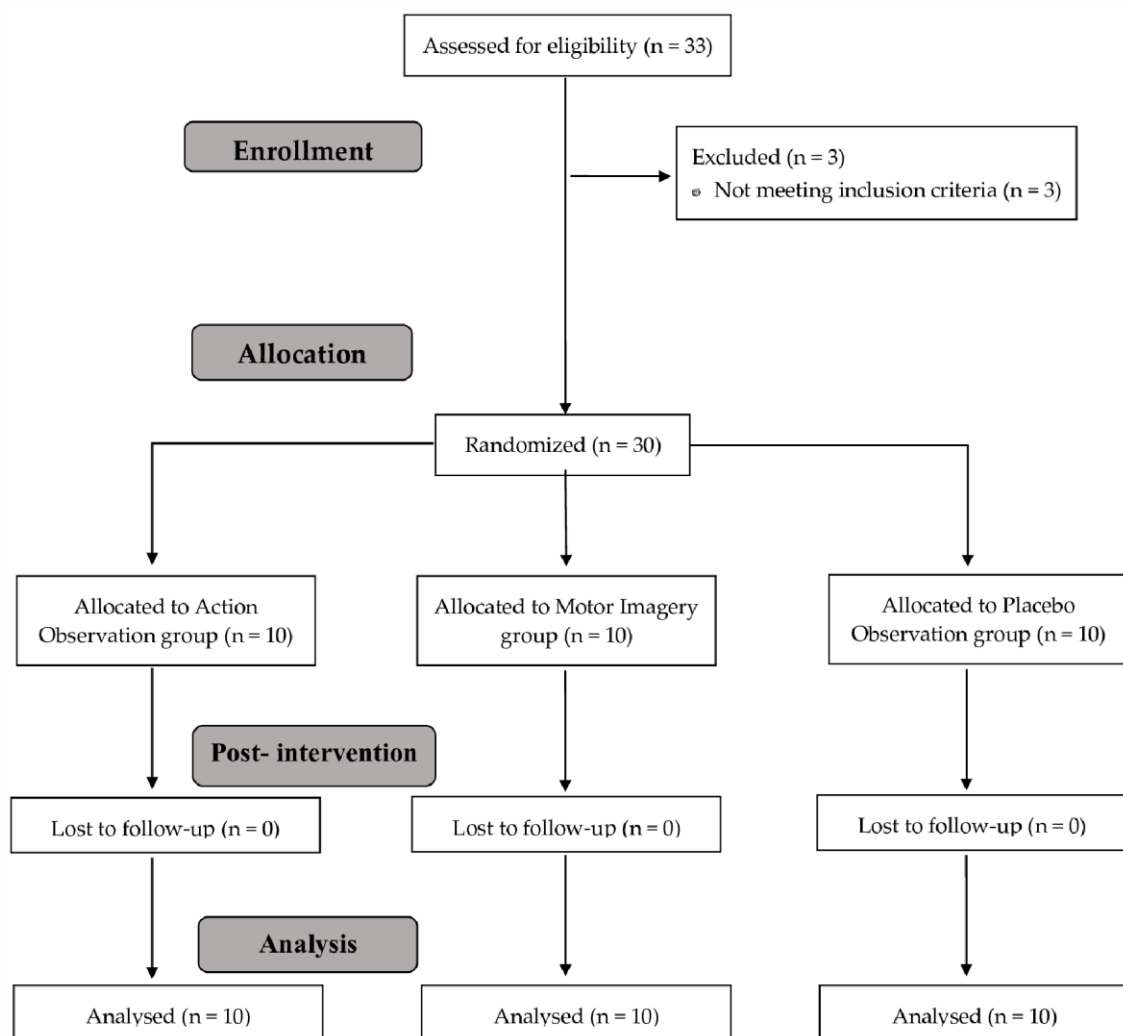 Assessed for eligibility (n = 33)
Enrollment
Excluded (n = 3)
Not meeting inclusion criteria (n = 3)
Allocation
Randomized (n = 30)
Allocated to Action
Observation group (n = 10)
Allocated to Motor Imagery
group (n = 10)
Allocated to Placebo
Observation group (n = 10)
Post- intervention
Lost to follow-up (n = 0)
Lost to follow-up (n = 0)
Lost to follow-up (n = 0)
Analysis
Analysed (n = 10)
Analysed (n = 10)
Analysed (n = 10)